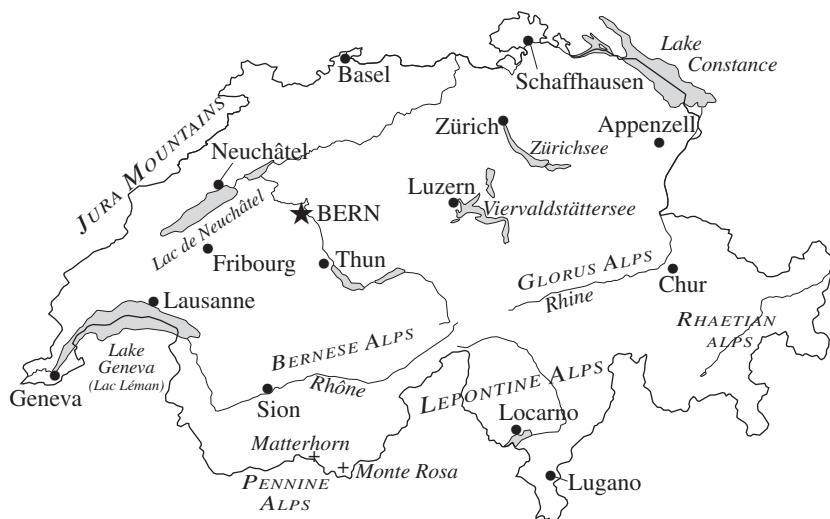 Lake
Constance
Basel
Schaffhausen
JURA MOUNTAINS
Zürich
Appenzell
Neuchâtel
Zürichsee
Luzern
BERN
Viervaldstättersee
Lac de Neuchâtel
Fribourg
Thun
GLORUS ALPS
Chur
Rhine
Lausanne
RHAETIAN
ALPS
BERNESE ALPS
Lake
Geneva
(Lac Léman)
Rhône
LEPONTINE ALPS
Geneva
Sion
Locarno
Matterhorn
Monte Rosa
PENNINE
ALPS
Lugano